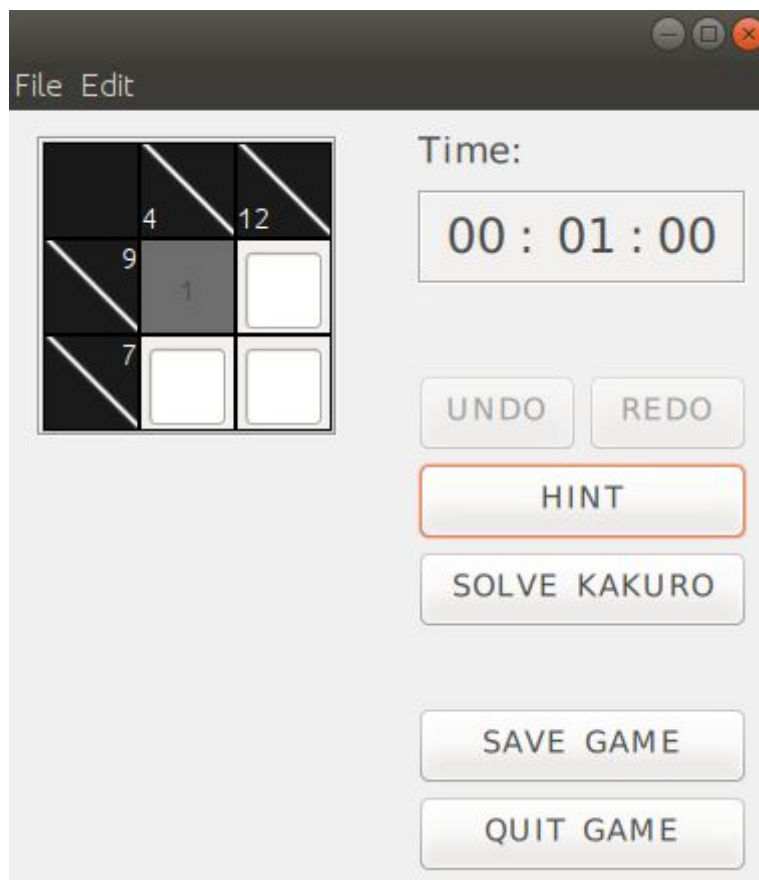 File Edit
Time:
4 12
00 : 01 : 00
9 1
7
UNDO REDO
HINT
SOLVE KAKURO
SAVE GAME
QUIT GAME